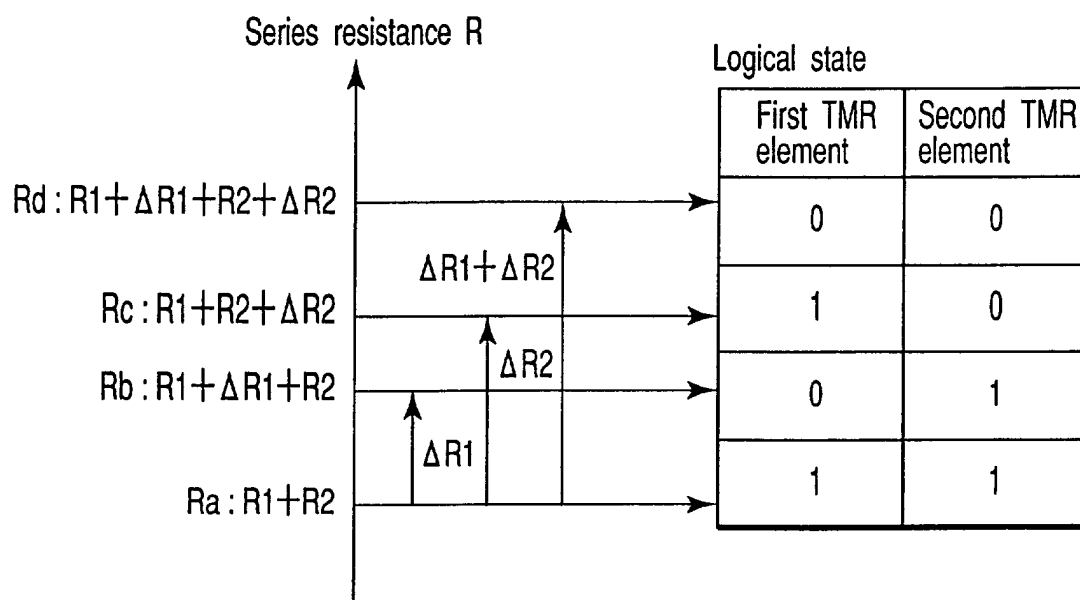 Series resistance R
Logical state
First TMR element
Second TMR element
Rd : R1+ΔR1+R2+ΔR2
0 0
ΔR1+ΔR2
Rc : R1+R2+ΔR2
1 0
ΔR2
Rb : R1+ΔR1+R2
0 1
ΔR1
Ra : R1+R2
1 1